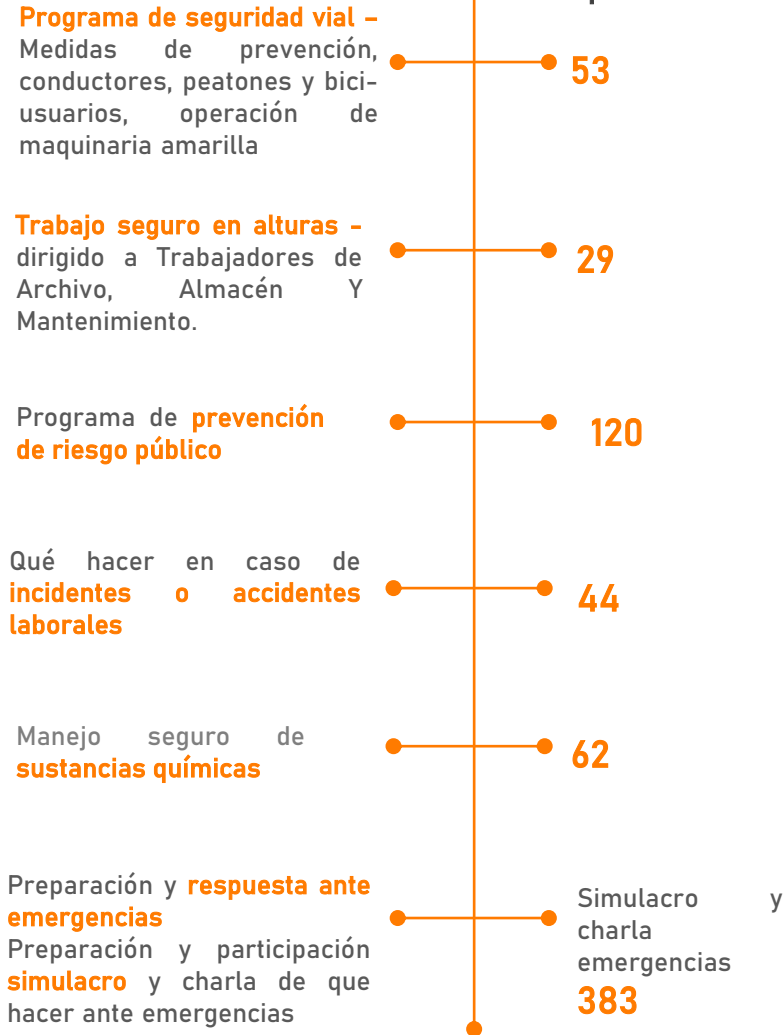 Programa de seguridad vial –
Medidas de prevención,
conductores, peatones y bici-
usuarios, operación de
maquinaria amarilla
53
Trabajo seguro en alturas -
dirigido a Trabajadores de
Archivo, Almacén Y
Mantenimiento.
29
Programa de prevención
de riesgo público
120
Qué hacer en caso de
incidentes o accidentes
laborales
44
Manejo seguro de
sustancias químicas
62
Preparación y respuesta ante
emergencias
Preparación y participación
simulacro y charla de que
hacer ante emergencias
Simulacro y
charla
emergencias
383